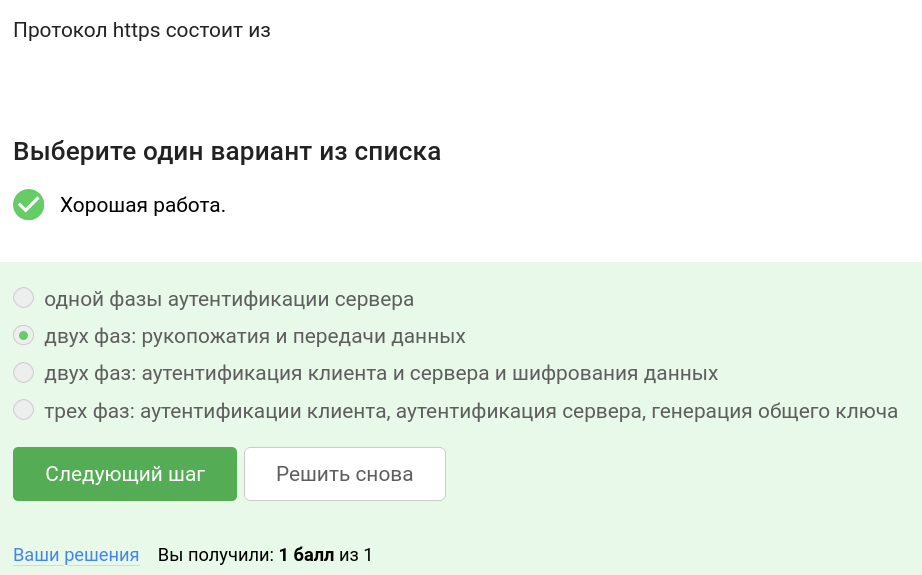 Протокол https состоит из
Выберите один вариант из списка
Хорошая работа.
одной фазы аутентификации сервера
двух фаз: рукопожатия и передачи данных
двух фаз: аутентификация клиента и сервера и шифрования данных
трех фаз: аутентификации клиента, аутентификация сервера, генерация общего ключа
Следующий шаг Решить снова
Ваши решения Вы получили: 1 балл из 1